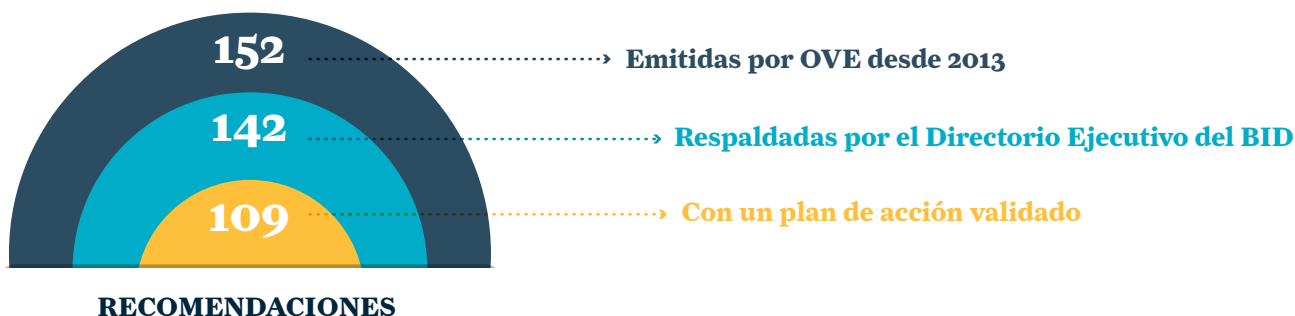 152
Emitidas por OVE desde 2013
142
Respaldadas por el Directorio Ejecutivo del BID
109
Con un plan de acción validado
RECOMENDACIONES